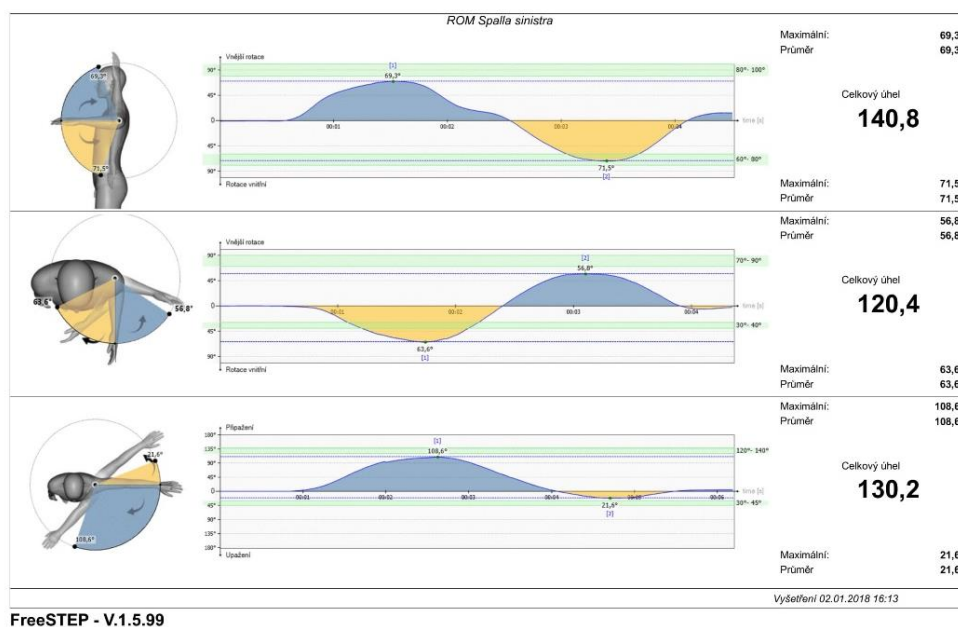 ROM Spalla sinistra
69,3°
71,5°
Vnější rotace
90°
45°
0°
45°
90°
Rotace vnitřní
[1]
69,3°
00:01
00:02
00:03
00:04
time [s]
71,5°
[2]
80°- 100°
60°- 80°
Maximální: 69,3
Průměr 69,3
Celkový úhel
140,8
Maximální: 71,5
Průměr 71,5
63,6°
56,8°
Vnější rotace
90°
45°
0°
45°
90°
Rotace vnitřní
[2]
56,8°
00:01
00:02
00:03
00:04
time [s]
63,6°
[1]
70°- 90°
30°- 40°
Maximální: 56,8
Průměr 56,8
Celkový úhel
120,4
Maximální: 63,6
Průměr 63,6
21,6°
108,6°
Připažení
180°
135°
90°
45°
0°
45°
90°
135°
180°
Upažení
[1]
108,6°
00:01
00:02
00:03
00:04
00:05
00:06
time [s]
21,6°
[2]
120°- 140°
30°- 45°
Maximální: 108,6
Průměr 108,6
Celkový úhel
130,2
Maximální: 21,6
Průměr 21,6
Vyšetření 02.01.2018 16:13
FreeSTEP - V.1.5.99